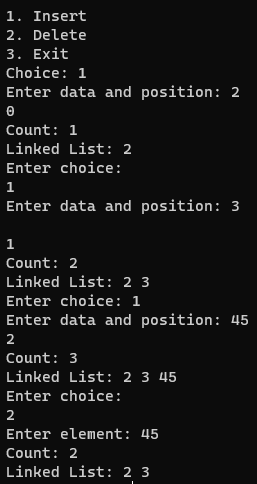 1. Insert
2. Delete
3. Exit
Choice: 1
Enter data and position: 2
0
Count: 1
Linked List: 2
Enter choice:
1
Enter data and position: 3
1
Count: 2
Linked List: 2 3
Enter choice: 1
Enter data and position: 45
2
Count: 3
Linked List: 2 3 45
Enter choice:
2
Enter element: 45
Count: 2
Linked List: 2 3